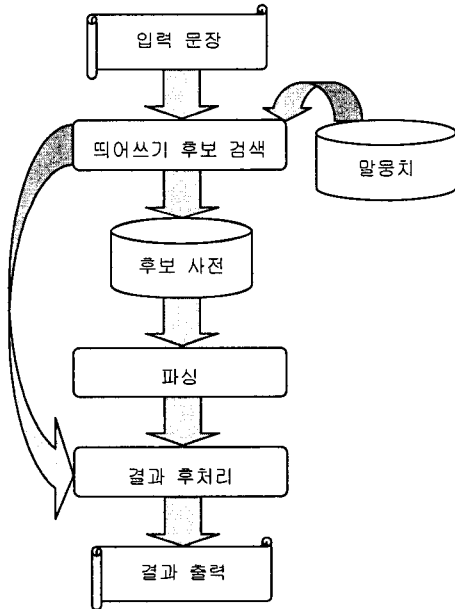 입력 문장
띄어쓰기 후보 검색
말뭉치
후보 사전
파싱
결과 후처리
결과 출력